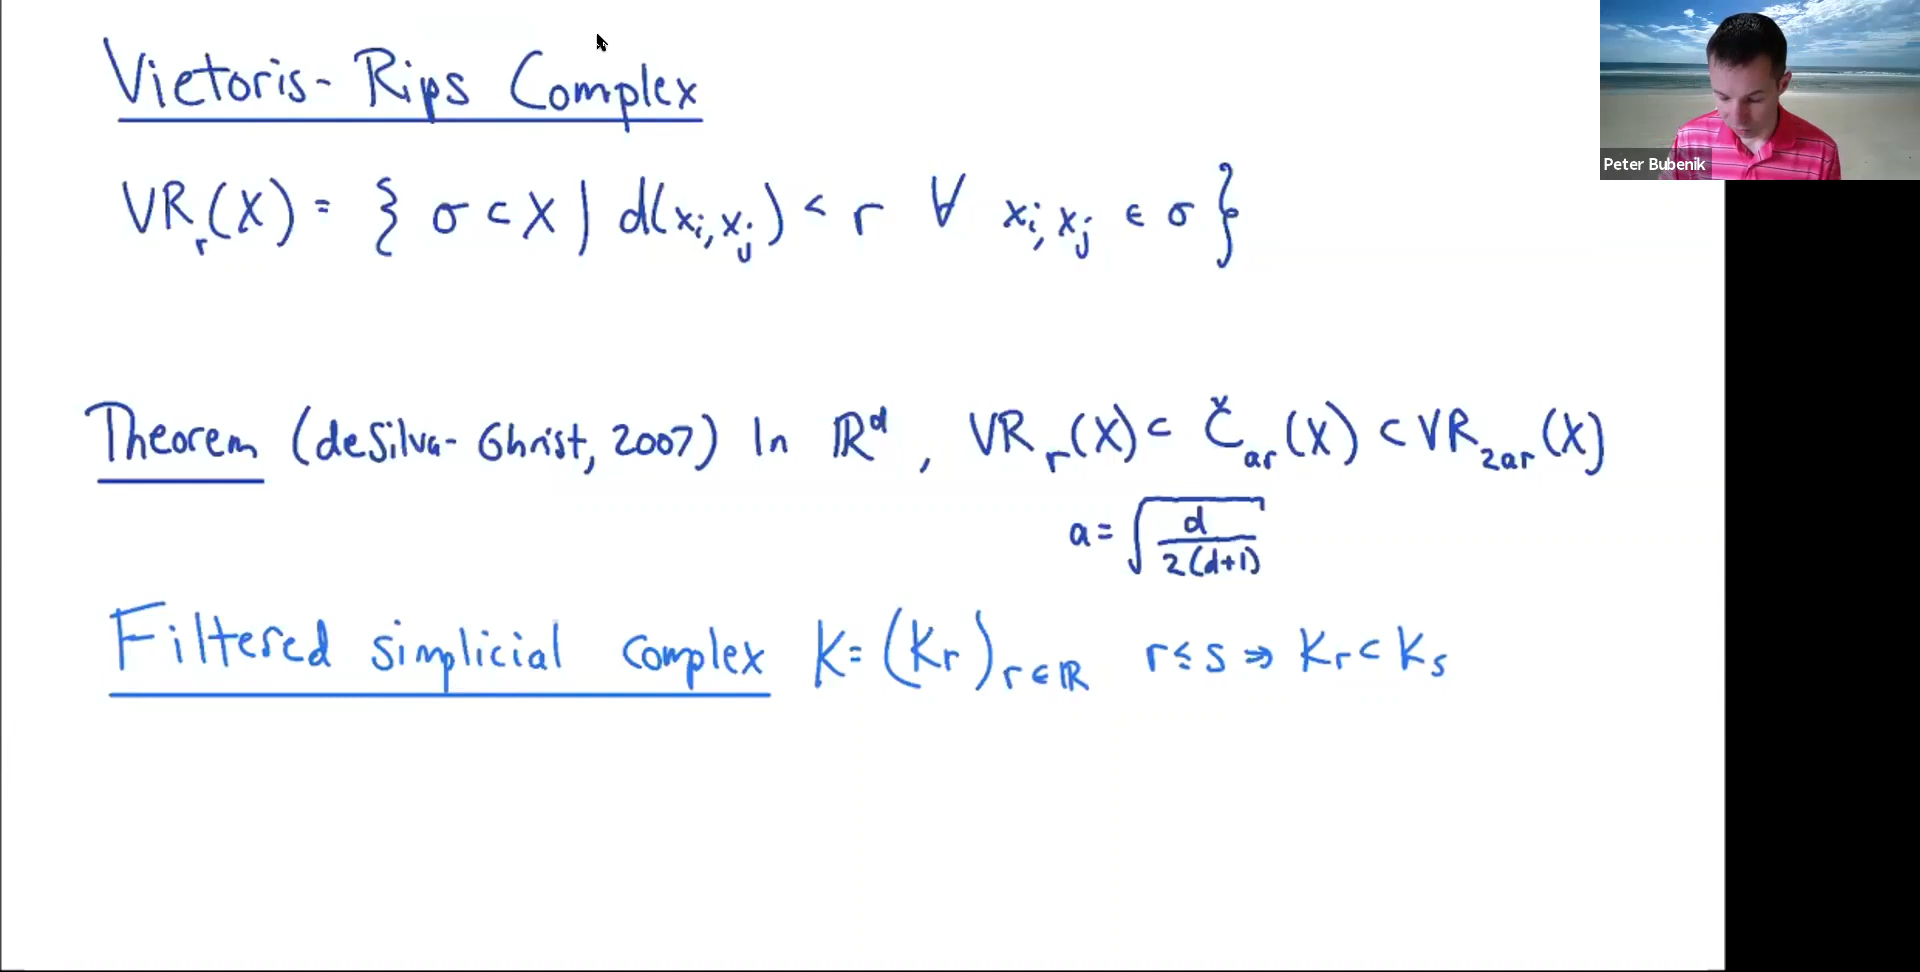 Vietoris-Rips Complex
VR_r(X) = { σ ⊂ X | d(x_i, x_j) < r ∀ x_i, x_j ∈ σ }
Theorem (deSilva-Ghrist, 2007) In ℝ^d, VR_r(X) ⊂ Č_ar(X) ⊂ VR_2ar(X)
a = √(d / 2(d+1))
Filtered simplicial complex K = (K_r)_r∈ℝ r ≤ s ⇒ K_r ⊂ K_s
Peter Bubenik